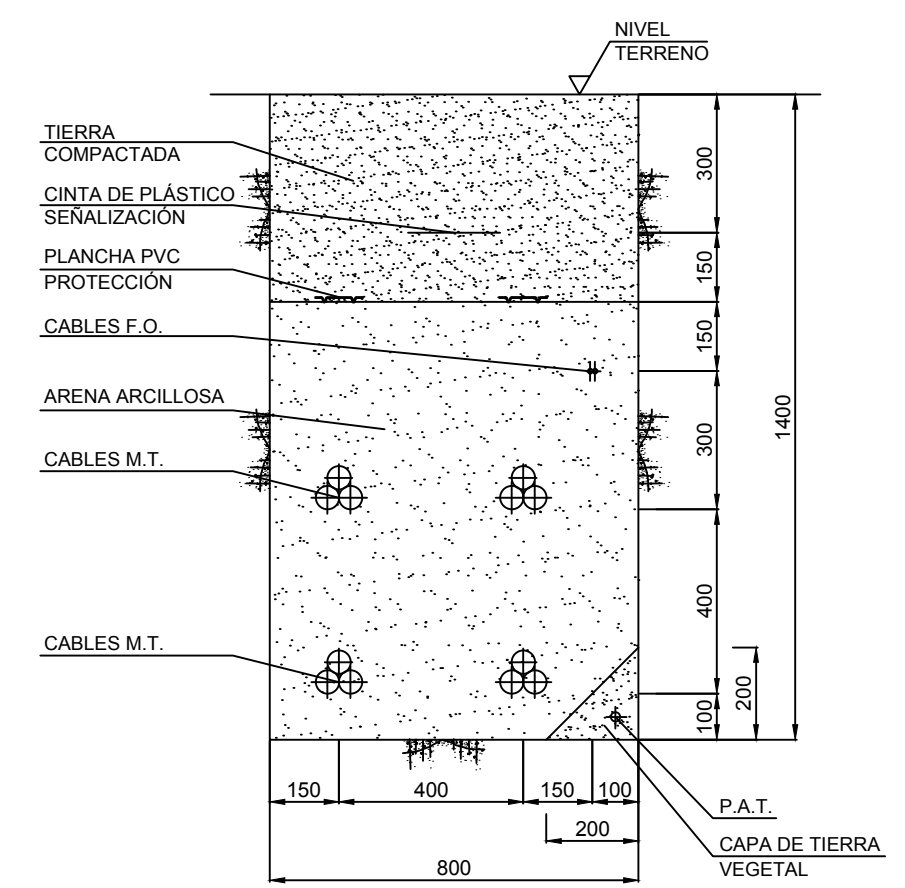 NIVEL
TERRENO
TIERRA
COMPACTADA
CINTA DE PLÁSTICO
SEÑALIZACIÓN
PLANCHA PVC
PROTECCIÓN
CABLES F.O.
ARENA ARCILLOSA
CABLES M.T.
CABLES M.T.
300
150
150
300
400
100
200
1400
150
400
150
100
200
800
P.A.T.
CAPA DE TIERRA
VEGETAL